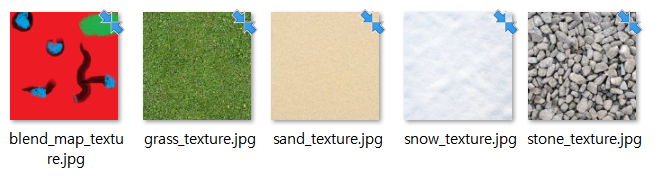 blend_map_textu
re.jpg
grass_texture.jpg
sand_texture.jpg
snow_texture.jpg
stone_texture.jpg